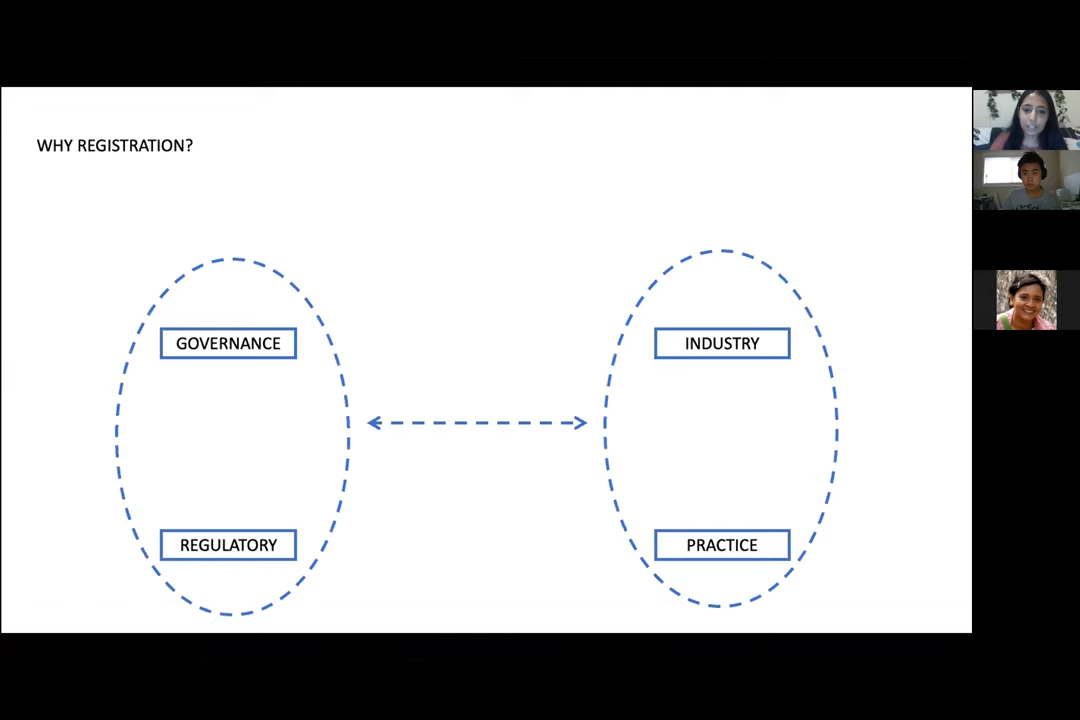 WHY REGISTRATION?
GOVERNANCE
INDUSTRY
REGULATORY
PRACTICE